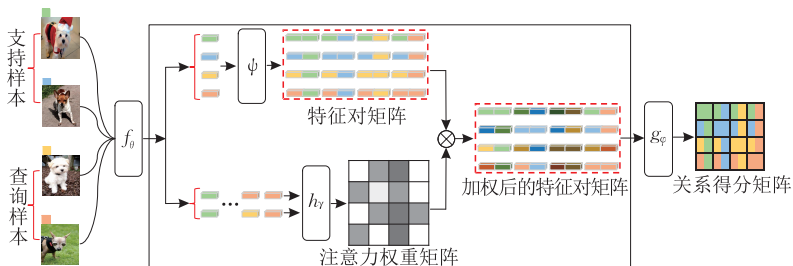 支持样本
查询样本
fθ
ψ
特征对矩阵
hγ
注意力权重矩阵
加权后的特征对矩阵
gφ
关系得分矩阵